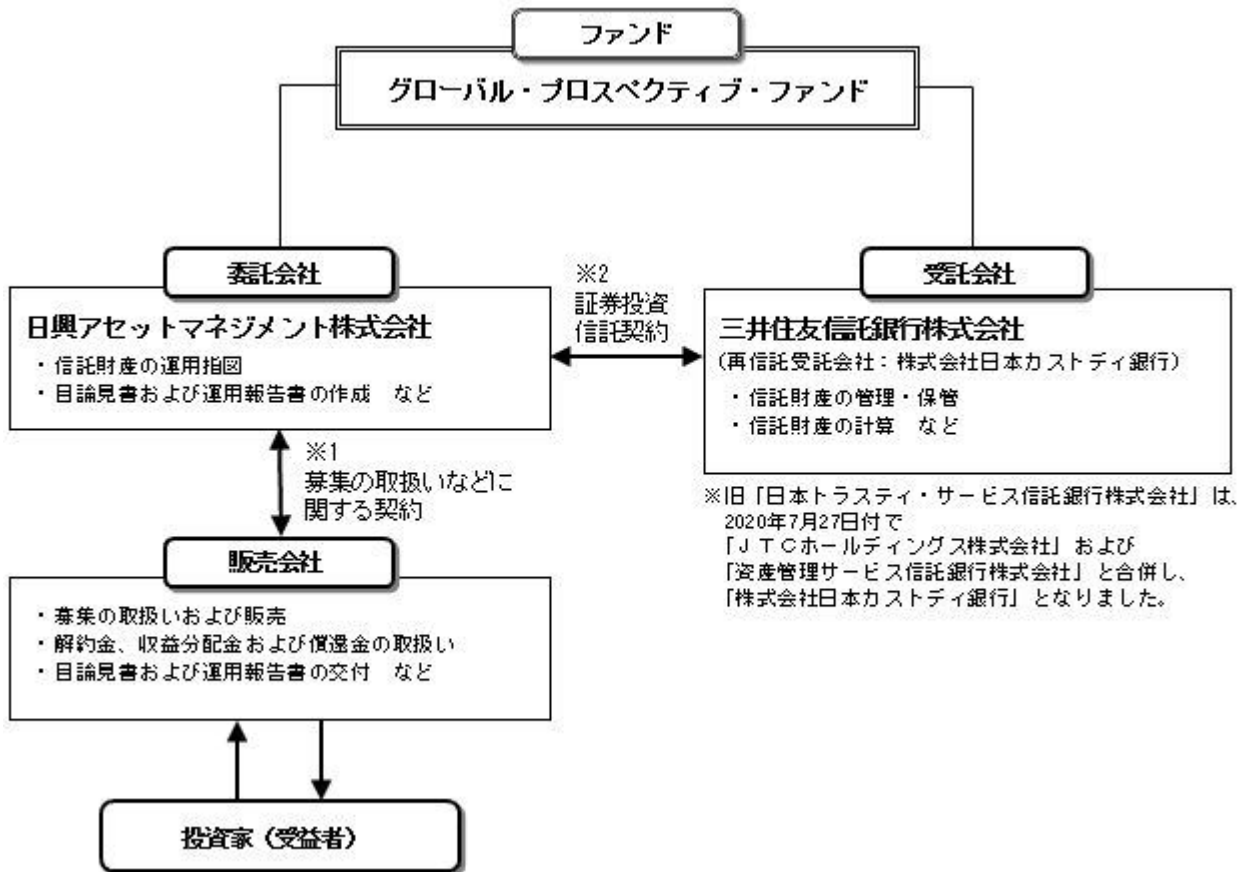 ファンド
グローバル・プロスペクティブ・ファンド
委託会社
日興アセットマネジメント株式会社
・信託財産の運用指図
・目論見書および運用報告書の作成　など
※2
証券投資
信託契約
受託会社
三井住友信託銀行株式会社
(再信託受託会社：株式会社日本カストディ銀行)
・信託財産の管理・保管
・信託財産の計算　など
※旧「日本トラスティ・サービス信託銀行株式会社」は、
2020年7月27日付で
「ＪＴＣホールディングス株式会社」および
「資産管理サービス信託銀行株式会社」と合併し、
「株式会社日本カストディ銀行」となりました。
※1
募集の取扱いなどに
関する契約
販売会社
・募集の取扱いおよび販売
・解約金、収益分配金および償還金の取扱い
・目論見書および運用報告書の交付　など
投資家（受益者）